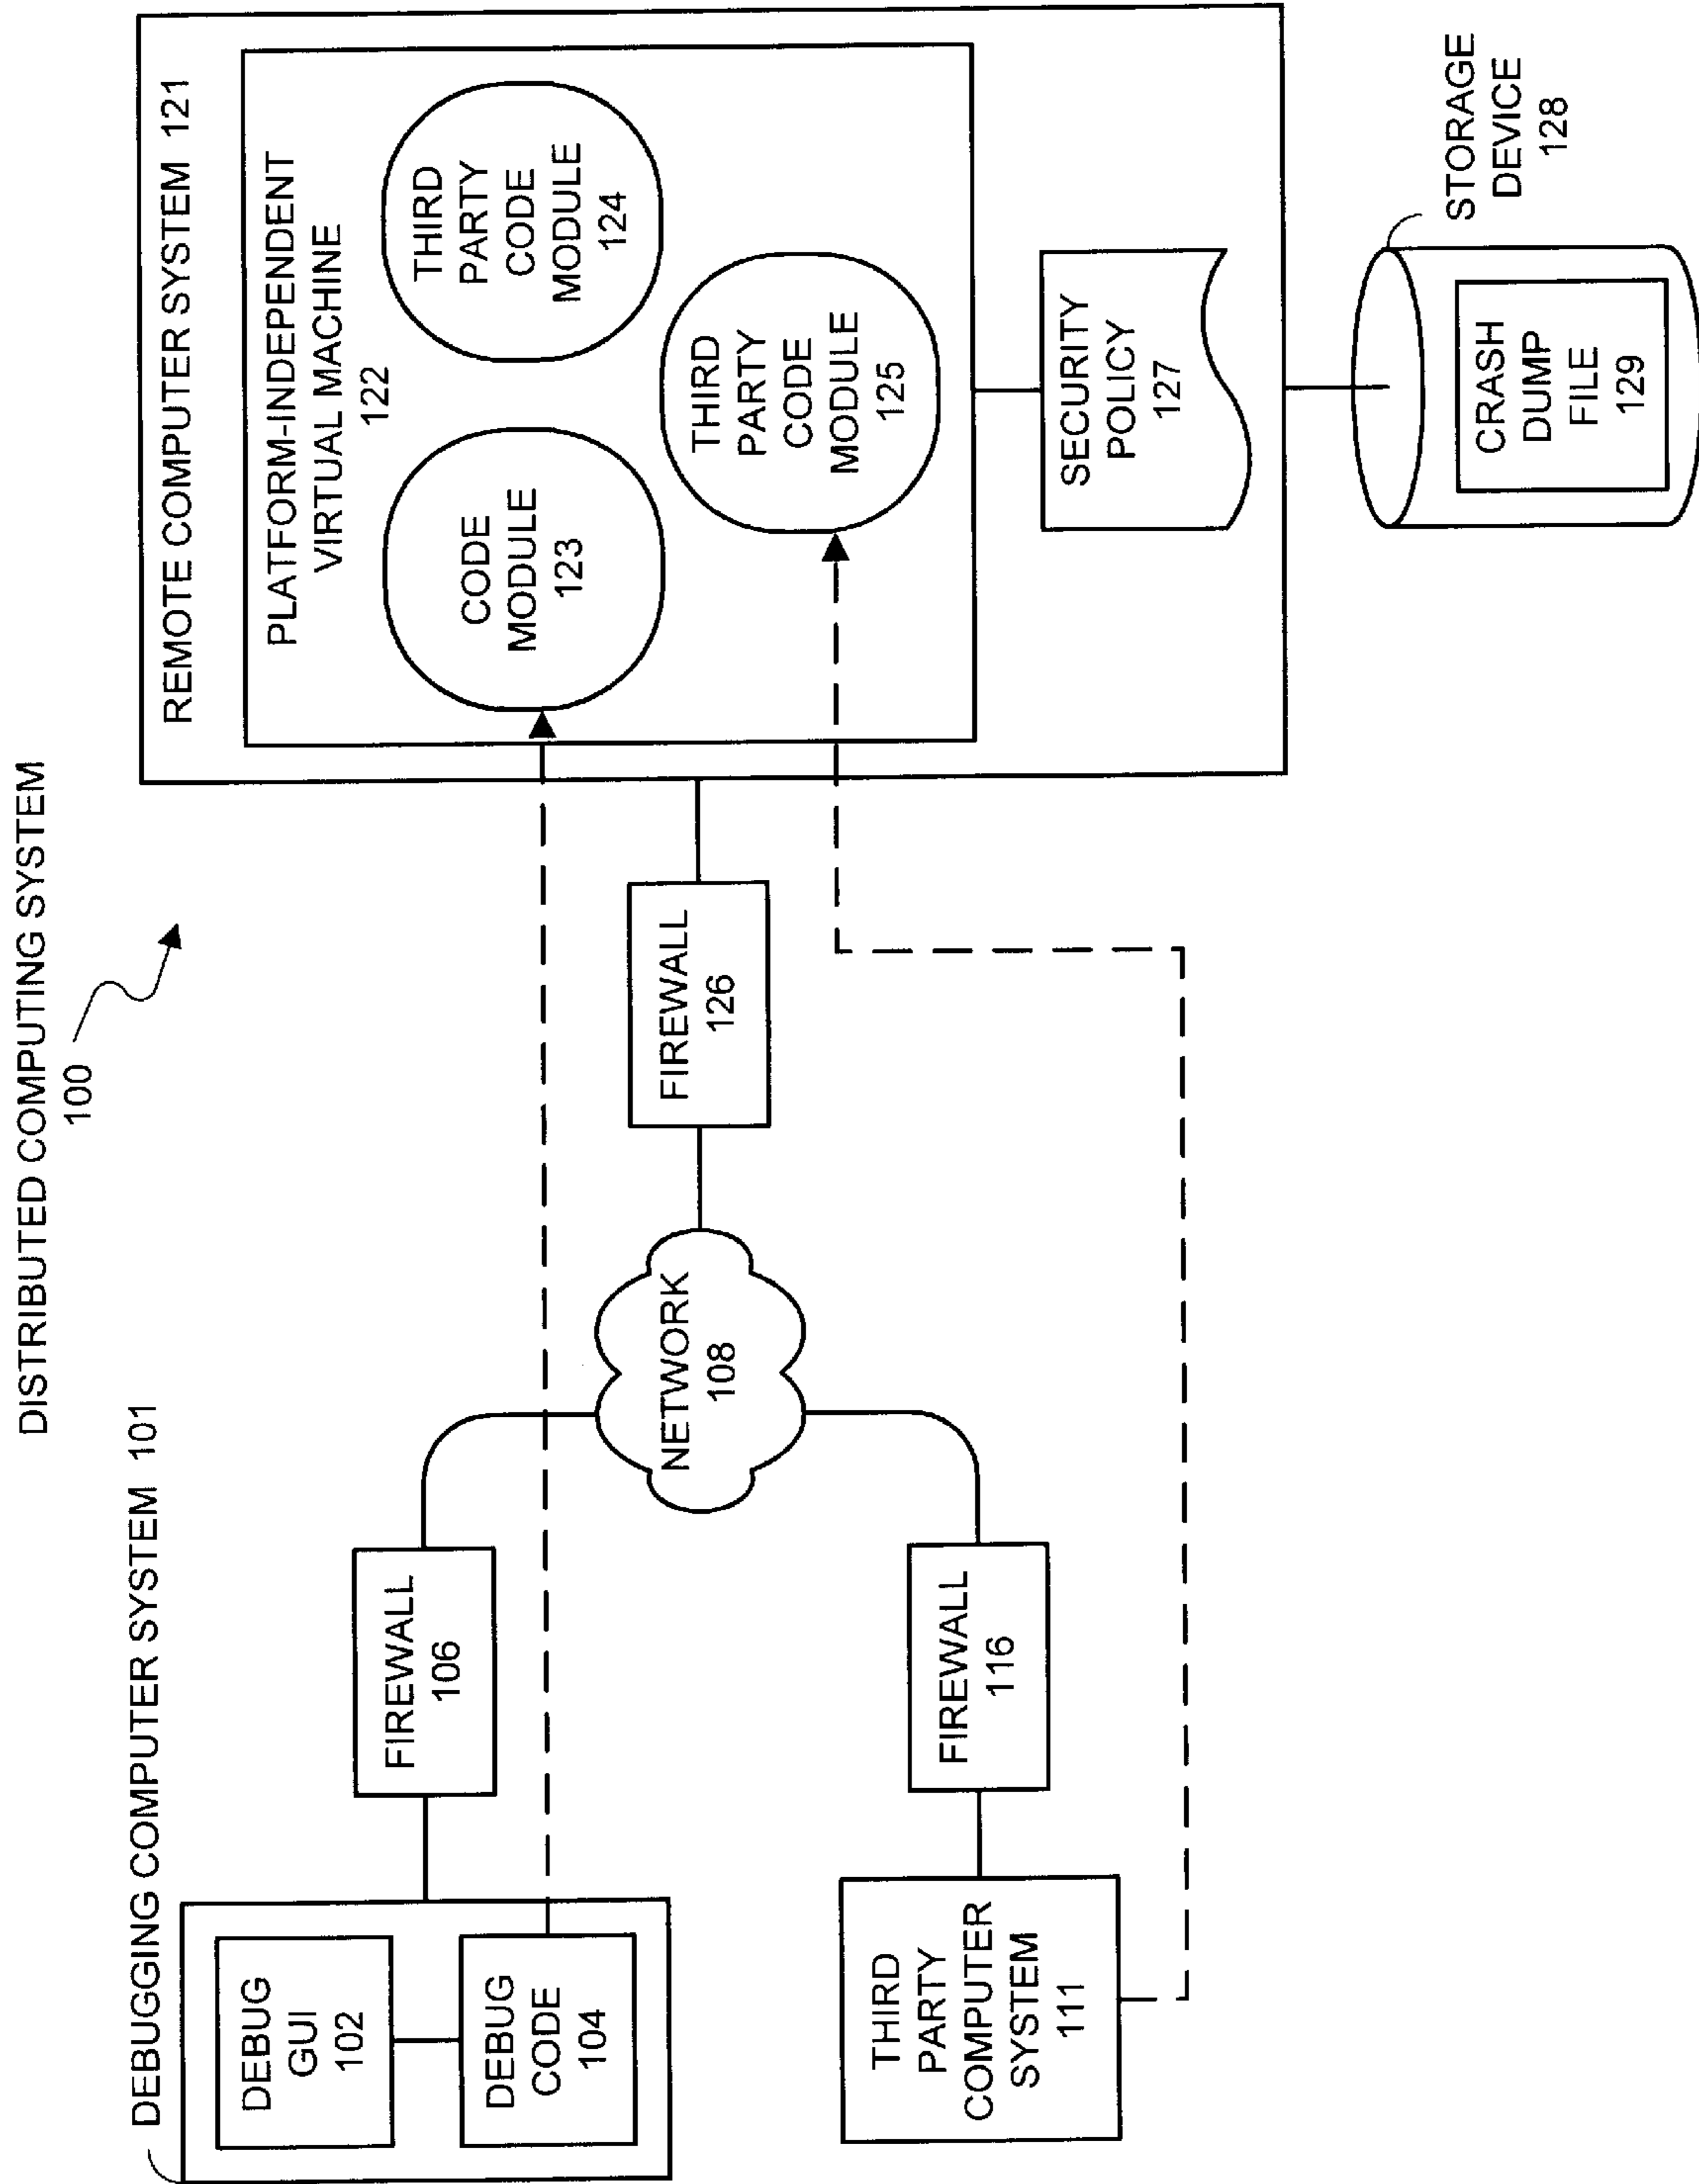 DISTRIBUTED COMPUTING SYSTEM
100
DEBUGGING COMPUTER SYSTEM 101
DEBUG
GUI
102
DEBUG
CODE
104
FIREWALL
106
NETWORK
108
FIREWALL
126
THIRD
PARTY
COMPUTER
SYSTEM
111
FIREWALL
116
REMOTE COMPUTER SYSTEM 121
PLATFORM-INDEPENDENT
VIRTUAL MACHINE
122
CODE
MODULE
123
THIRD
PARTY
CODE
MODULE
124
THIRD
PARTY
CODE
MODULE
125
SECURITY
POLICY
127
STORAGE
DEVICE
128
CRASH
DUMP
FILE
129